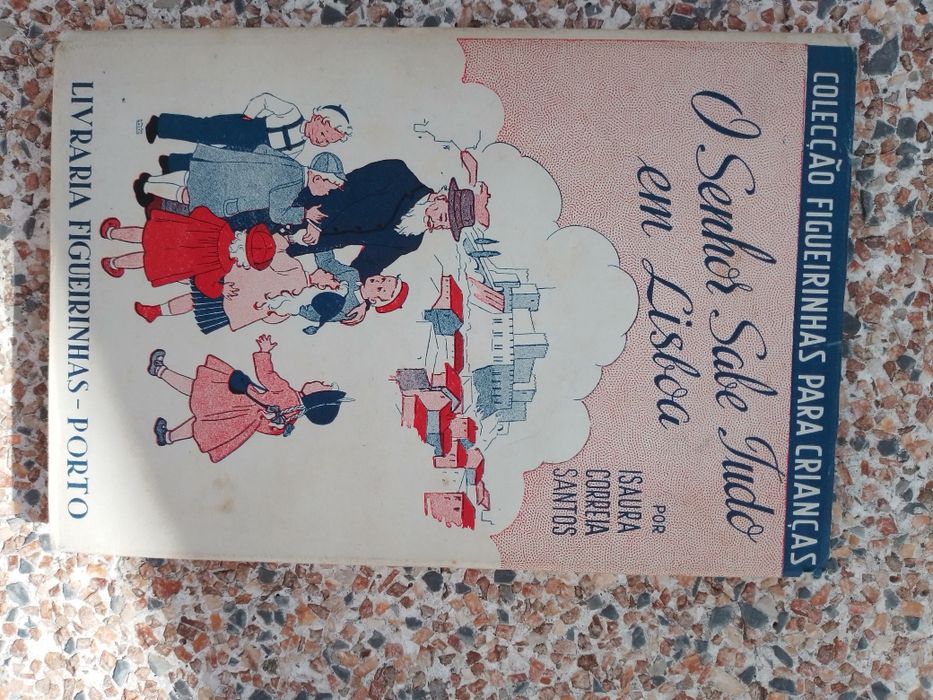 COLECÇÃO FIGUEIRINHAS PARA CRIANÇAS
O Senhor Sabe Tudo
em Lisboa
POR
ISAURA
CORREIA
SANTOS
LIVRARIA FIGUEIRINHAS – PORTO